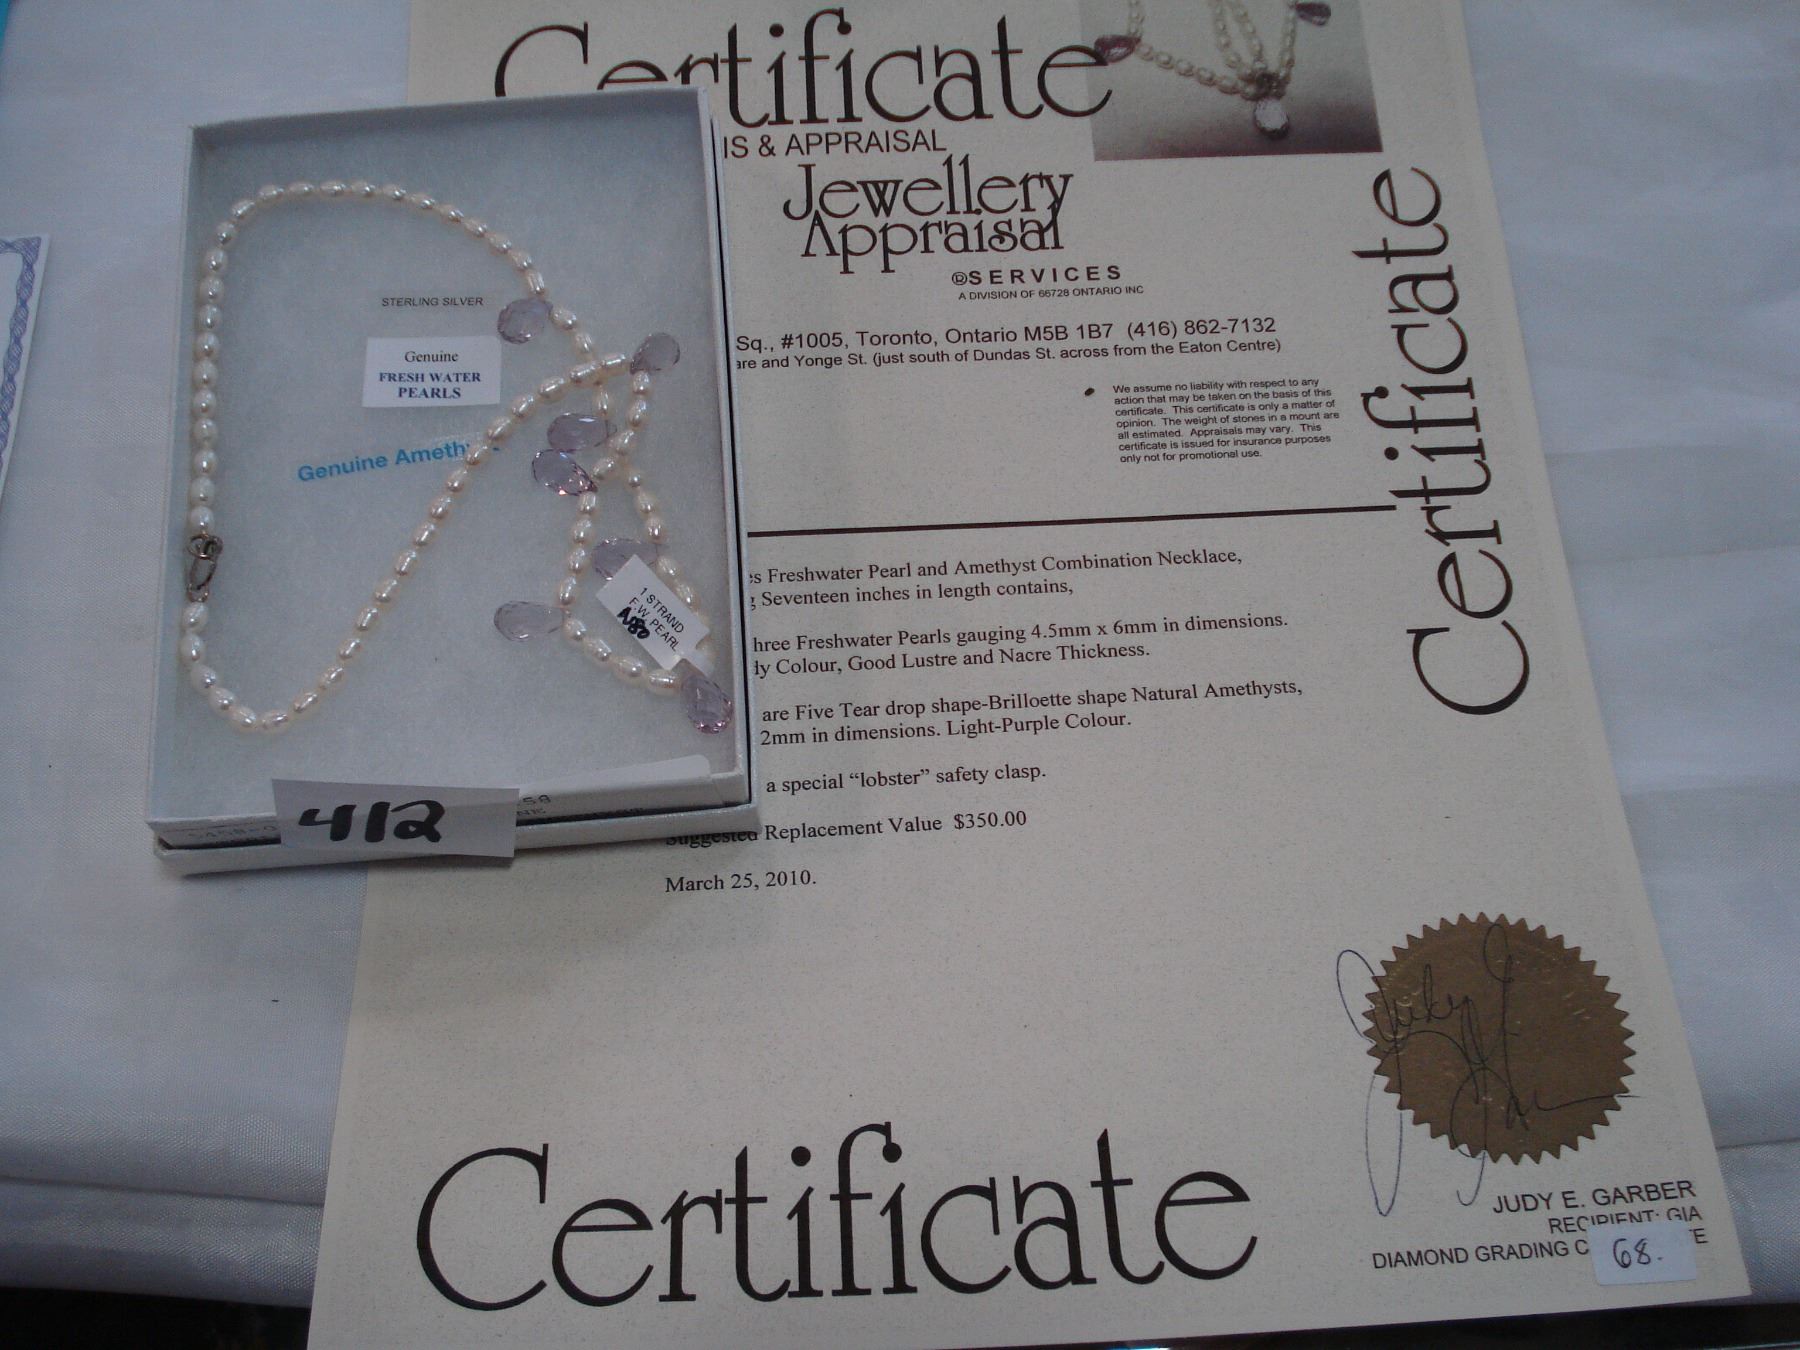 Certificate
IS & APPRAISAL
Jewellery
Appraisal
®SERVICES
A DIVISION OF 66728 ONTARIO INC
Sq., #1005, Toronto, Ontario M5B 1B7 (416) 862-7132
are and Yonge St. (just south of Dundas St. across from the Eaton Centre)
We assume no liability with respect to any
action that may be taken on the basis of this
certificate. This certificate is only a matter of
opinion. The weight of stones in a mount are
all estimated. Appraisals may vary. This
certificate is issued for insurance purposes
only not for promotional use.
Certificate
STERLING SILVER
Genuine
FRESH WATER
PEARLS
Genuine Ameth
1 STRAND
F.W. PEARL
412
Freshwater Pearl and Amethyst Combination Necklace,
Seventeen inches in length contains,
hree Freshwater Pearls gauging 4.5mm x 6mm in dimensions.
dy Colour, Good Lustre and Nacre Thickness.
are Five Tear drop shape-Brilloette shape Natural Amethysts,
2mm in dimensions. Light-Purple Colour.
a special “lobster” safety clasp.
Suggested Replacement Value $350.00
March 25, 2010.
Certificate
JUDY E. GARBER
RECIPIENT: GIA
DIAMOND GRADING C
E
68.